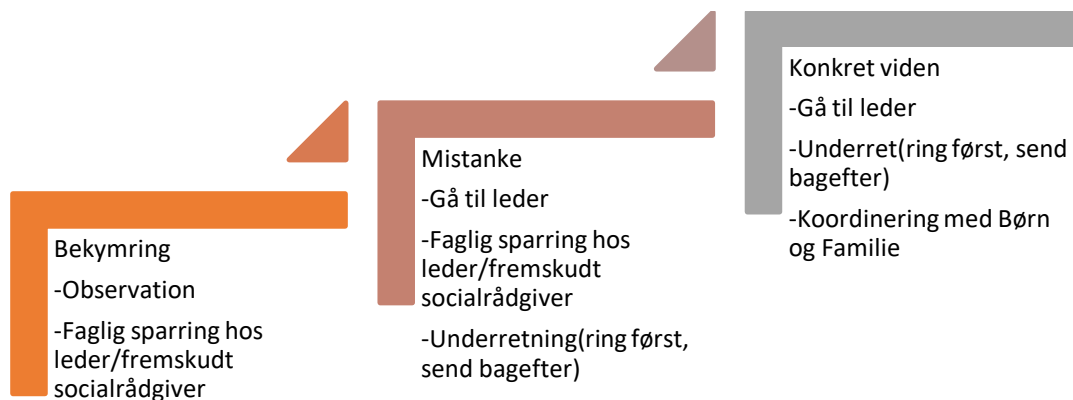 Bekymring
-Observation
-Faglig sparring hos
leder/fremskudt
socialrådgiver
Mistanke
-Gå til leder
-Faglig sparring hos
leder/fremskudt
socialrådgiver
-Underretning(ring først,
send bagefter)
Konkret viden
-Gå til leder
-Underret(ring først, send
bagefter)
-Koordinering med Børn
og Familie